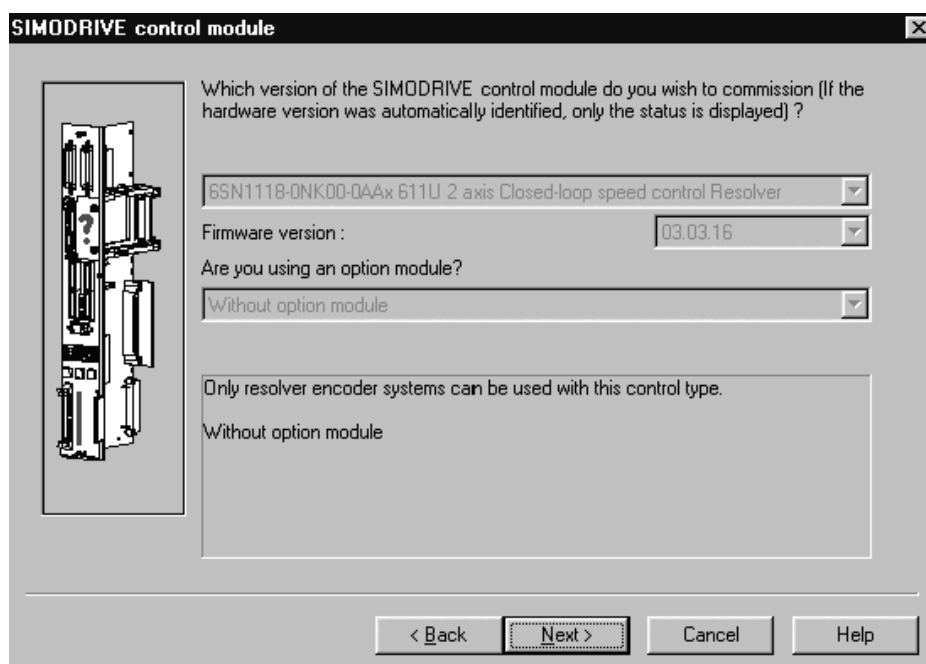 SIMODRIVE control module
Which version of the SIMODRIVE control module do you wish to commission (If the
hardware version was automatically identified, only the status is displayed) ?
6SN1118-0NK00-0AAx 611U 2 axis Closed-loop speed control Resolver
Firmware version :
03.03.16
Are you using an option module?
Without option module
?
Only resolver encoder systems can be used with this control type.
Without option module
< Back
Next >
Cancel
Help